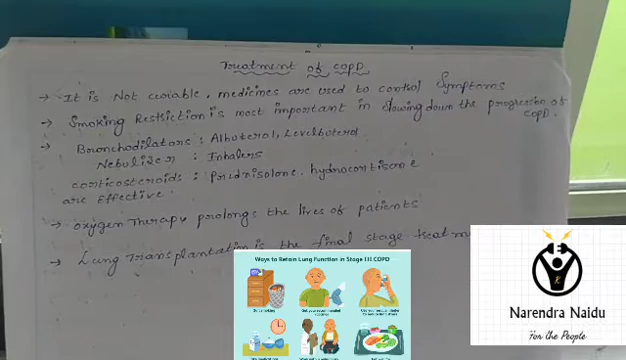 Treatment of COPD
→ It is Not curable. medicines are used to control Symptoms
→ Smoking Restriction is most important in slowing down the progression of
COPD.
→ Brounchodilators : Albuterol, Levelbuterol
Nebulizer : Inhalers
corticosteroids : Prednisolone. hydrocortisone
are Effective.
→ oxygen Therapy prolongs the lives of patients
→ Lung Transplantation is the final stage
Ways to Retain Lung Function in Stage III COPD
Narendra Naidu
For the People